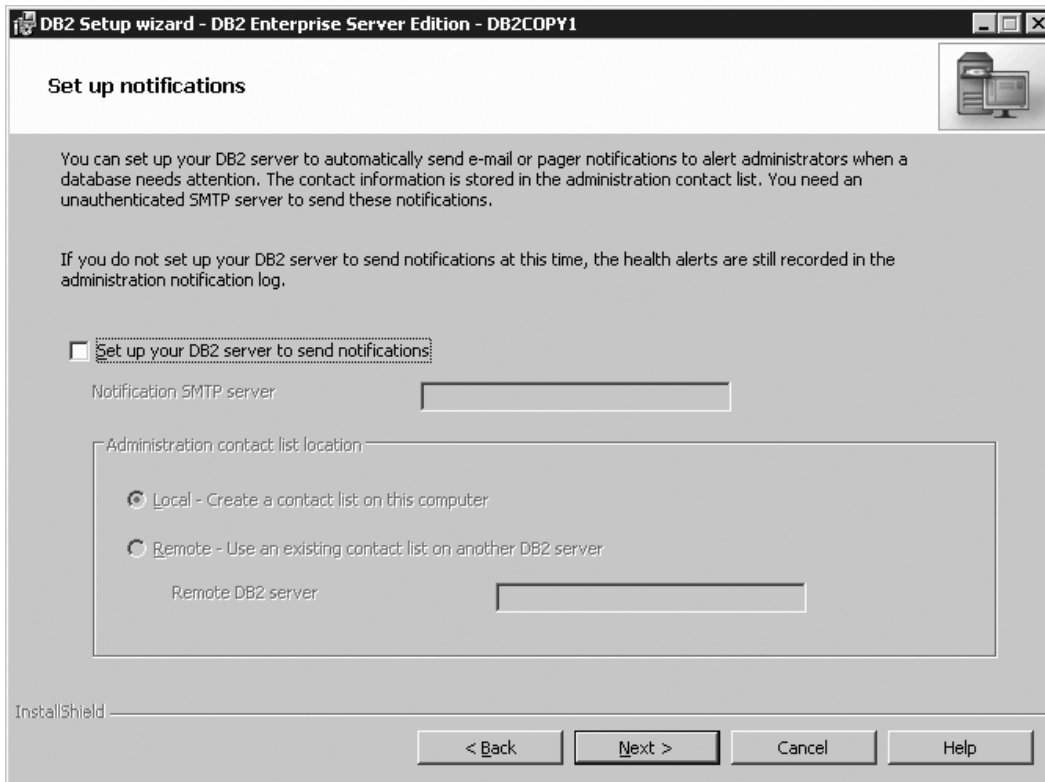 DB2 Setup wizard - DB2 Enterprise Server Edition - DB2COPY1
Set up notifications
You can set up your DB2 server to automatically send e-mail or pager notifications to alert administrators when a
database needs attention. The contact information is stored in the administration contact list. You need an
unauthenticated SMTP server to send these notifications.
If you do not set up your DB2 server to send notifications at this time, the health alerts are still recorded in the
administration notification log.
Set up your DB2 server to send notifications
Notification SMTP server
Administration contact list location
Local - Create a contact list on this computer
Remote - Use an existing contact list on another DB2 server
Remote DB2 server
InstallShield
< Back
Next >
Cancel
Help